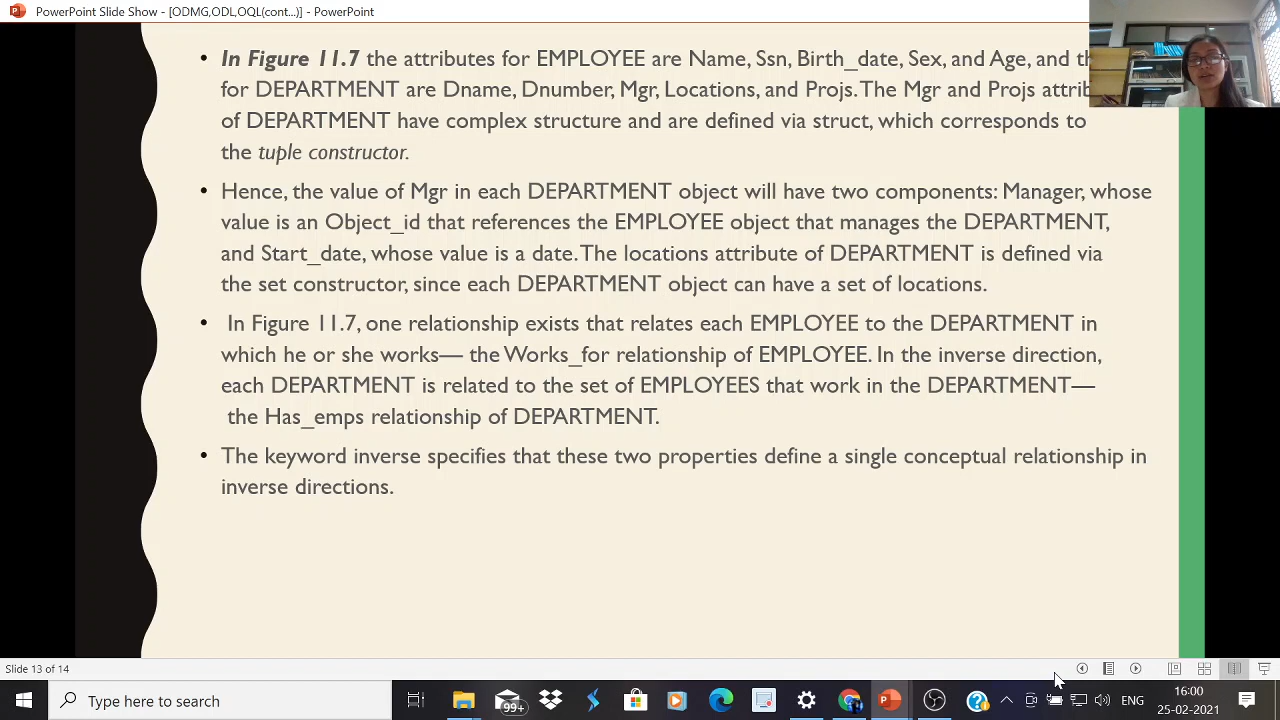 PowerPoint Slide Show - [ODMG,ODL,OQL(cont...)] - PowerPoint
• In Figure 11.7 the attributes for EMPLOYEE are Name, Ssn, Birth_date, Sex, and Age, and
for DEPARTMENT are Dname, Dnumber, Mgr, Locations, and Projs. The Mgr and Projs
of DEPARTMENT have complex structure and are defined via struct, which corresponds to
the tuple constructor.
• Hence, the value of Mgr in each DEPARTMENT object will have two components: Manager, whose
value is an Object_id that references the EMPLOYEE object that manages the DEPARTMENT,
and Start_date, whose value is a date. The locations attribute of DEPARTMENT is defined via
the set constructor, since each DEPARTMENT object can have a set of locations.
• In Figure 11.7, one relationship exists that relates each EMPLOYEE to the DEPARTMENT in
which he or she works— the Works_for relationship of EMPLOYEE. In the inverse direction,
each DEPARTMENT is related to the set of EMPLOYEES that work in the DEPARTMENT—
the Has_emps relationship of DEPARTMENT.
• The keyword inverse specifies that these two properties define a single conceptual relationship in
inverse directions.
Slide 13 of 14
Type here to search
99+
ENG
16:00
25-02-2021